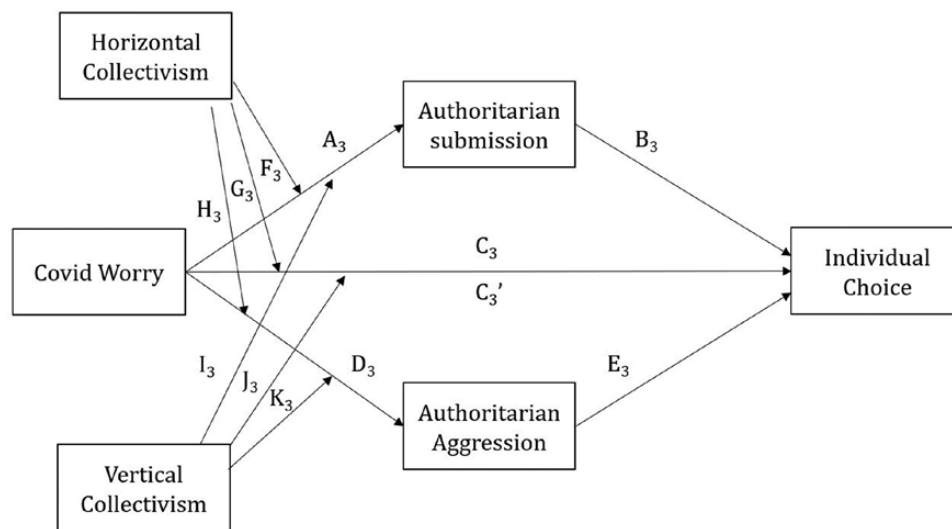 Horizontal
Collectivism
Authoritarian
submission
A₃
B₃
F₃
G₃
H₃
Covid Worry
C₃
C₃’
Individual
Choice
I₃
J₃
K₃
D₃
E₃
Authoritarian
Aggression
Vertical
Collectivism